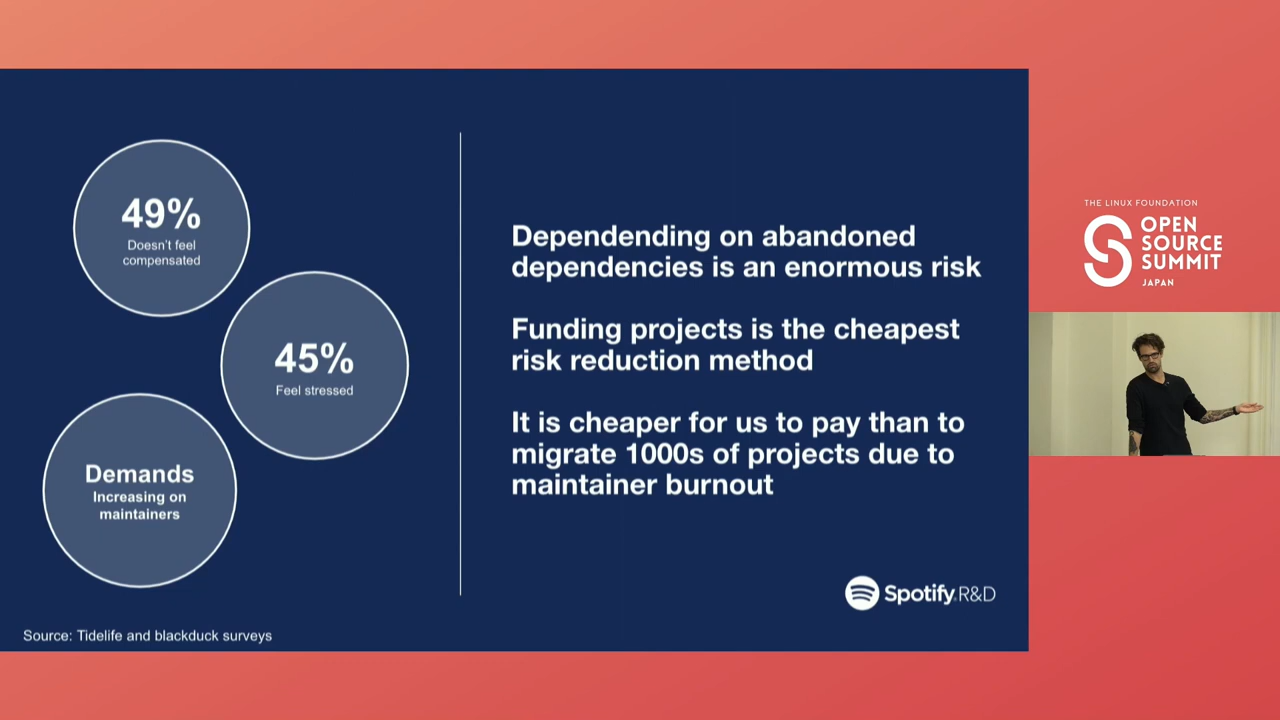 49%
Doesn't feel
compensated
45%
Feel stressed
Demands
Increasing on
maintainers
Source: Tidelife and blackduck surveys
Dependending on abandoned
dependencies is an enormous risk
Funding projects is the cheapest
risk reduction method
It is cheaper for us to pay than to
migrate 1000s of projects due to
maintainer burnout
Spotify R&D
THE LINUX FOUNDATION
OPEN
SOURCE
SUMMIT
JAPAN